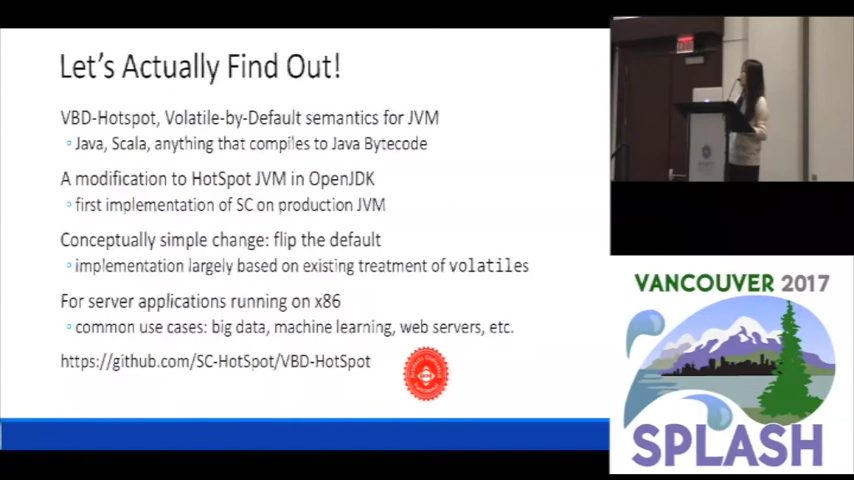 Let's Actually Find Out!
VBD-Hotspot, Volatile-by-Default semantics for JVM
Java, Scala, anything that compiles to Java Bytecode
A modification to HotSpot JVM in OpenJDK
first implementation of SC on production JVM
Conceptually simple change: flip the default
implementation largely based on existing treatment of volatiles
For server applications running on x86
common use cases: big data, machine learning, web servers, etc.
https://github.com/SC-HotSpot/VBD-HotSpot
VANCOUVER 2017
SPLASH